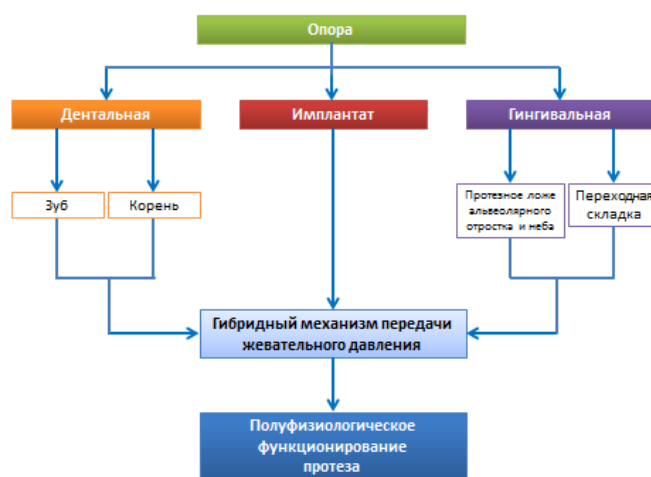 Опора
Дентальная
Имплантат
Гингивальная
Зуб
Корень
Протезное ложе
альвеолярного
отростка и неба
Переходная
складка
Гибридный механизм передачи
жевательного давления
Полуфизиологическое
функционирование
протеза